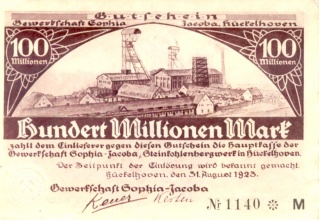 Gutschein
Gewerkschaft Sophia Jacoba, Hückelhoven
100 Millionen
100 Millionen
Hundert Millionen Mark
zahlt dem Einlieferer gegen diesen Gutschein die Hauptkasse der
Gewerkschaft Sophia-Jacoba, Steinkohlenbergwerk in Hückelhoven.
Der Zeitpunkt der Einlösung wird bekannt gemacht.
Hückelhoven, den 31. August 1923.
Gewerkschaft Sophia-Jacoba
№ 1140 * M